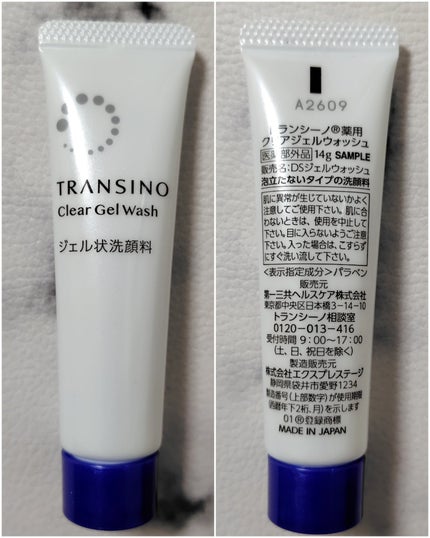 TRANSINO
Clear Gel Wash
ジェル状洗顔料
A2609
トランシーノ®薬用
クリアジェルウォッシュ
医薬部外品 14g SAMPLE
販売名:DSジェルウォッシュ
泡立たないタイプの洗顔料
肌に異常が生じていないかよく
注意してご使用下さい。肌に合
わないときは、使用を中止して
下さい。目に入らないようご注意
下さい。入った場合は、こすらず
にすぐ洗い流して下さい。
<表示指定成分>パラベン
販売元
第一三共ヘルスケア株式会社
東京都中央区日本橋3-14-10
トランシーノ相談室
0120-013-416
受付時間 9:00~17:00
(土、日、祝日を除く)
製造販売元
株式会社エクスプレステージ
静岡県袋井市愛野1234
製造番号(上部数字)が使用期限
(西暦年下2桁、月)を示します
01 ®登録商標
MADE IN JAPAN